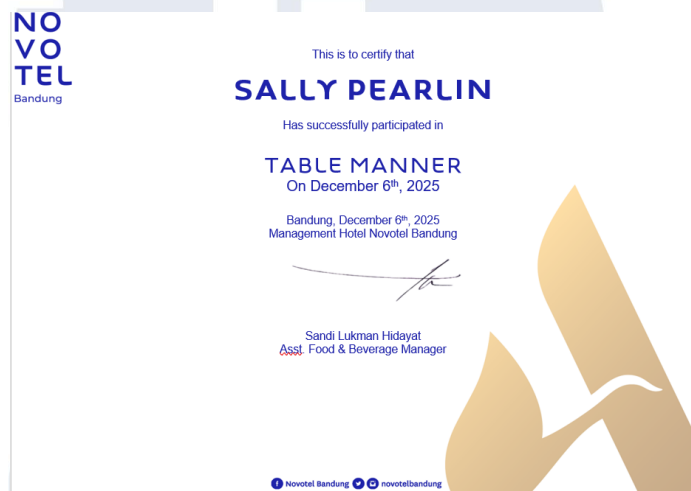 NO
VO
TEL
Bandung
This is to certify that
SALLY PEARLIN
Has successfully participated in
TABLE MANNER
On December 6th, 2025
Bandung, December 6th, 2025
Management Hotel Novotel Bandung
Sandi Lukman Hidayat
Asst. Food & Beverage Manager
Novotel Bandung novotelbandung